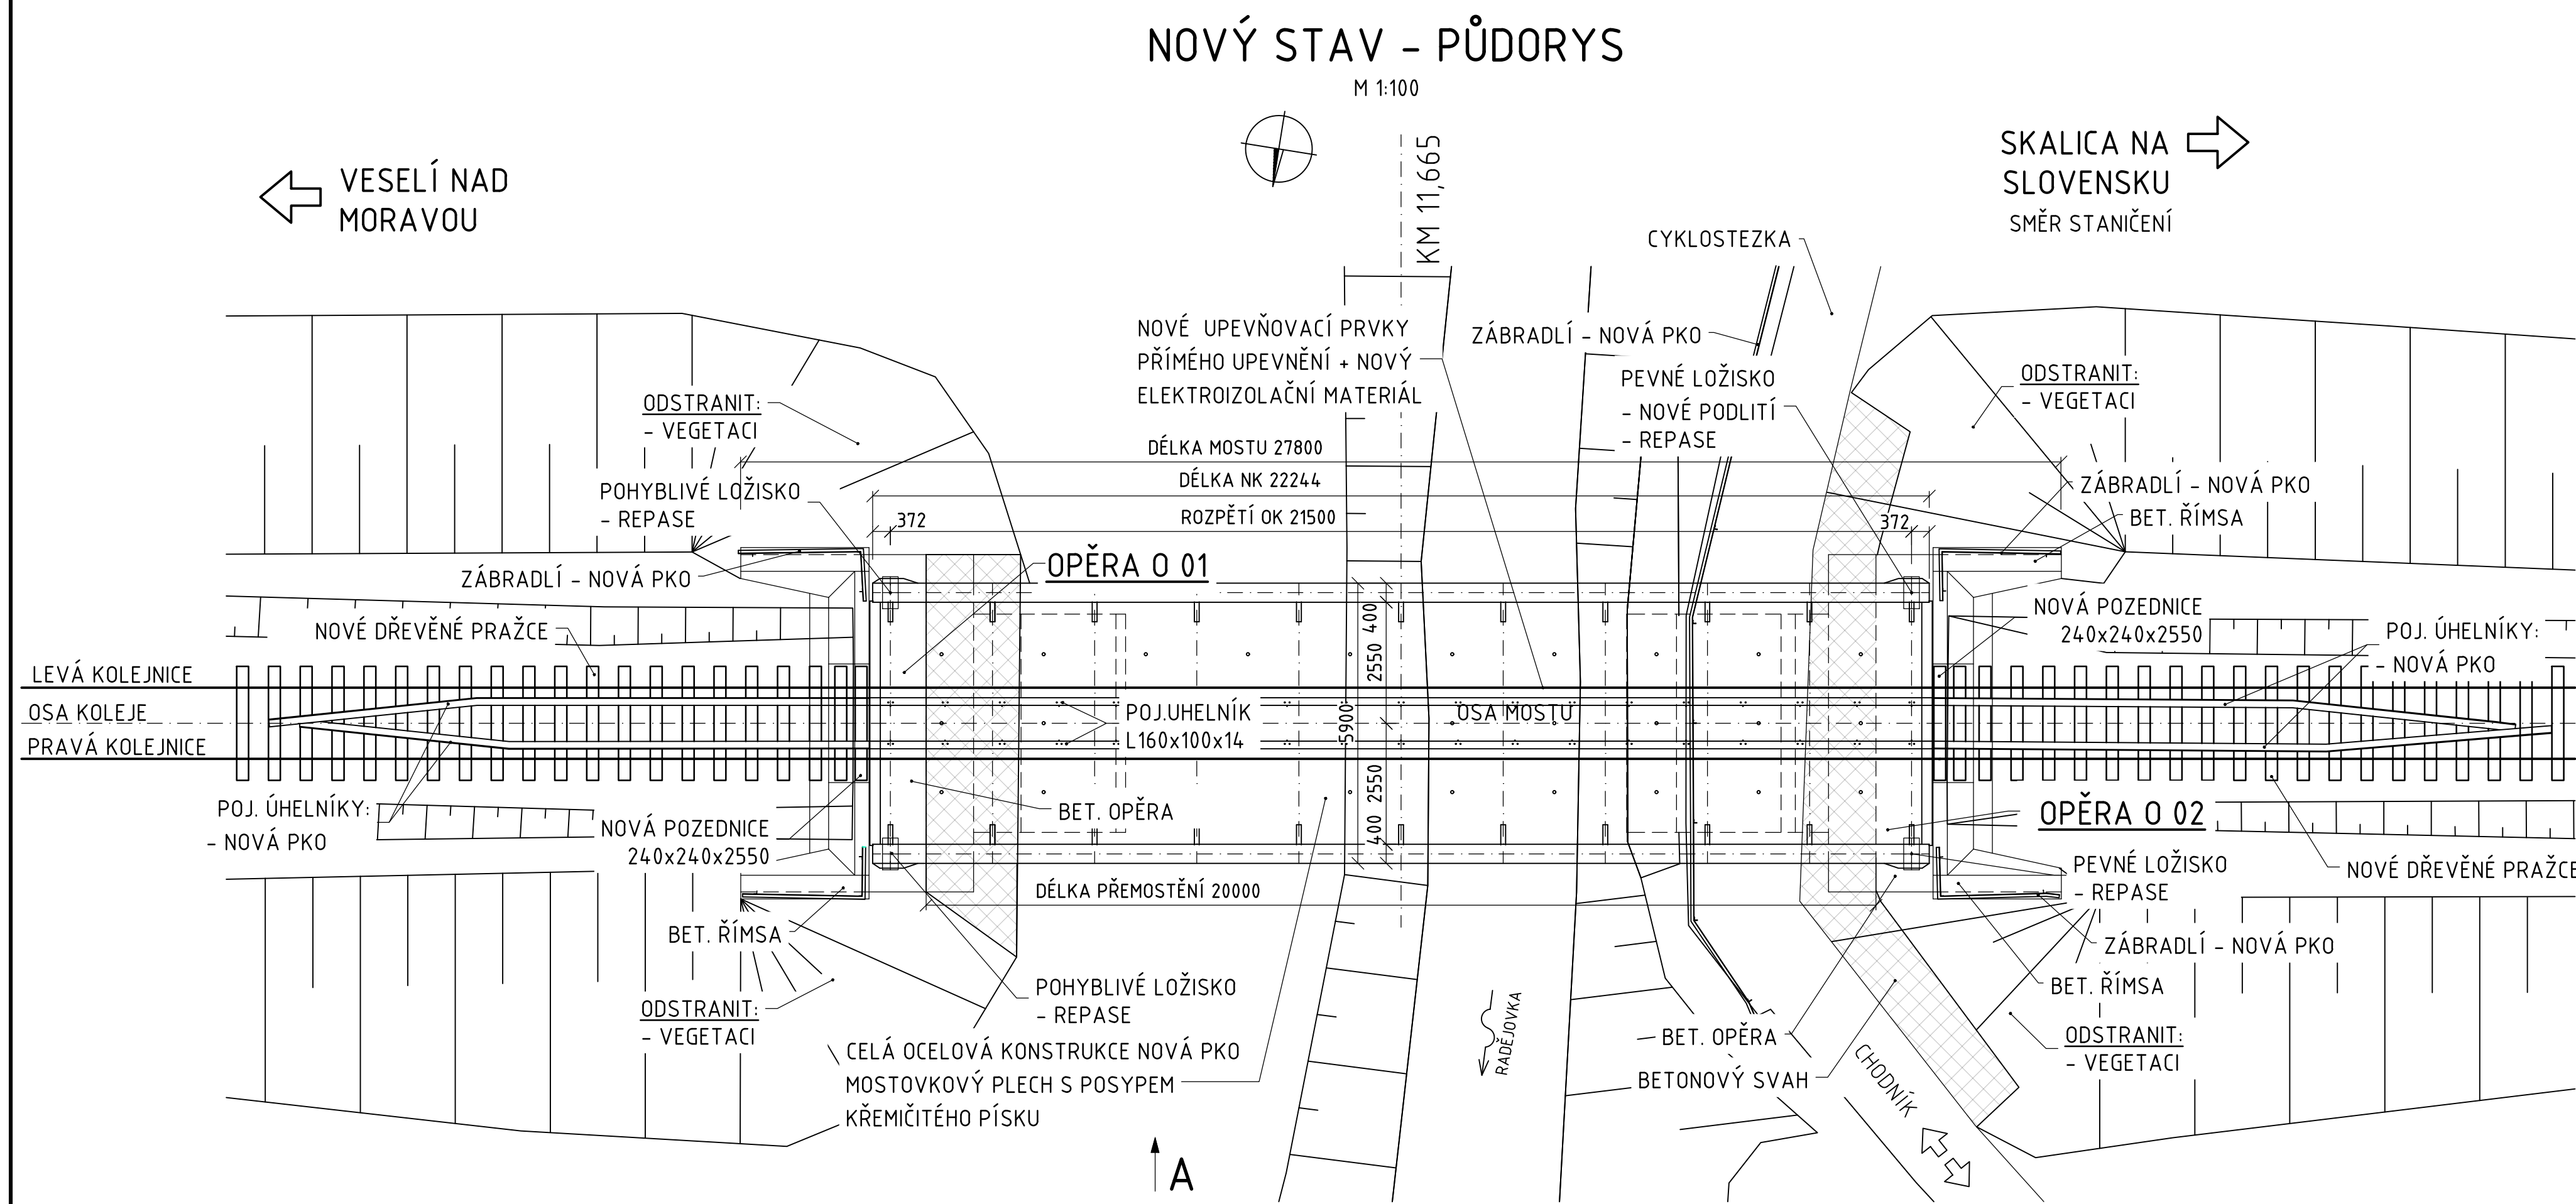 NOVÝ STAV - PŮDORYS
M 1:100
VESELÍ NAD
MORAVOU
KM 11,665
SKALICA NA
SLOVENSKU
SMĚR STANIČENÍ
CYKLOSTEZKA
NOVÉ UPEVŇOVACÍ PRVKY
PŘÍMÉHO UPEVNĚNÍ + NOVÝ
ELEKTROIZOLAČNÍ MATERIÁL
ZÁBRADLÍ - NOVÁ PKO
PEVNÉ LOŽISKO
- NOVÉ PODLITÍ
- REPASE
ODSTRANIT:
- VEGETACI
ODSTRANIT:
- VEGETACI
DÉLKA MOSTU 27800
DÉLKA NK 22244
ROZPĚTÍ OK 21500
372
372
POHYBLIVÉ LOŽISKO
- REPASE
ZÁBRADLÍ - NOVÁ PKO
BET. ŘÍMSA
ZÁBRADLÍ - NOVÁ PKO
OPĚRA O 01
NOVÉ DŘEVĚNÉ PRAŽCE
NOVÁ POZEDNICE
240x240x2550
POJ. ÚHELNÍKY:
- NOVÁ PKO
LEVÁ KOLEJNICE
OSA KOLEJE
PRAVÁ KOLEJNICE
400
2550
5900
2550
400
POJ.UHELNÍK
L160x100x14
OSA MOSTU
POJ. ÚHELNÍKY:
- NOVÁ PKO
NOVÁ POZEDNICE
240x240x2550
BET. OPĚRA
OPĚRA O 02
NOVÉ DŘEVĚNÉ PRAŽCE
DÉLKA PŘEMOSTĚNÍ 20000
PEVNÉ LOŽISKO
- REPASE
BET. ŘÍMSA
ZÁBRADLÍ - NOVÁ PKO
BET. ŘÍMSA
POHYBLIVÉ LOŽISKO
- REPASE
ODSTRANIT:
- VEGETACI
CELÁ OCELOVÁ KONSTRUKCE NOVÁ PKO
MOSTOVKOVÝ PLECH S POSYPEM
KŘEMIČITÉHO PÍSKU
RADĚJOVKA
BET. OPĚRA
BETONOVÝ SVAH
CHODNÍK
ODSTRANIT:
- VEGETACI
A